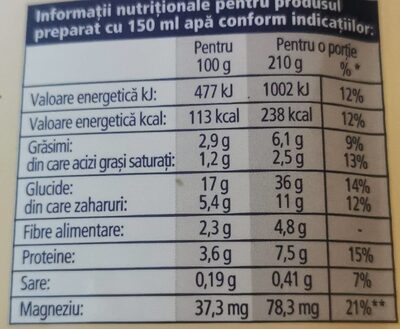 Informații nutriționale pentru produsul
preparat cu 150 ml apă conform indicațiilor:
Pentru Pentru o porție
100 g 210 g % *
Valoare energetică kJ: 477 kJ 1002 kJ 12%
Valoare energetică kcal: 113 kcal 238 kcal 12%
Grăsimi: 2,9 g 6,1 g 9%
din care acizi grași saturați: 1,2 g 2,5 g 13%
Glucide: 17 g 36 g 14%
din care zaharuri: 5,4 g 11 g 12%
Fibre alimentare: 2,3 g 4,8 g -
Proteine: 3,6 g 7,5 g 15%
Sare: 0,19 g 0,41 g 7%
Magneziu: 37,3 mg 78,3 mg 21%**